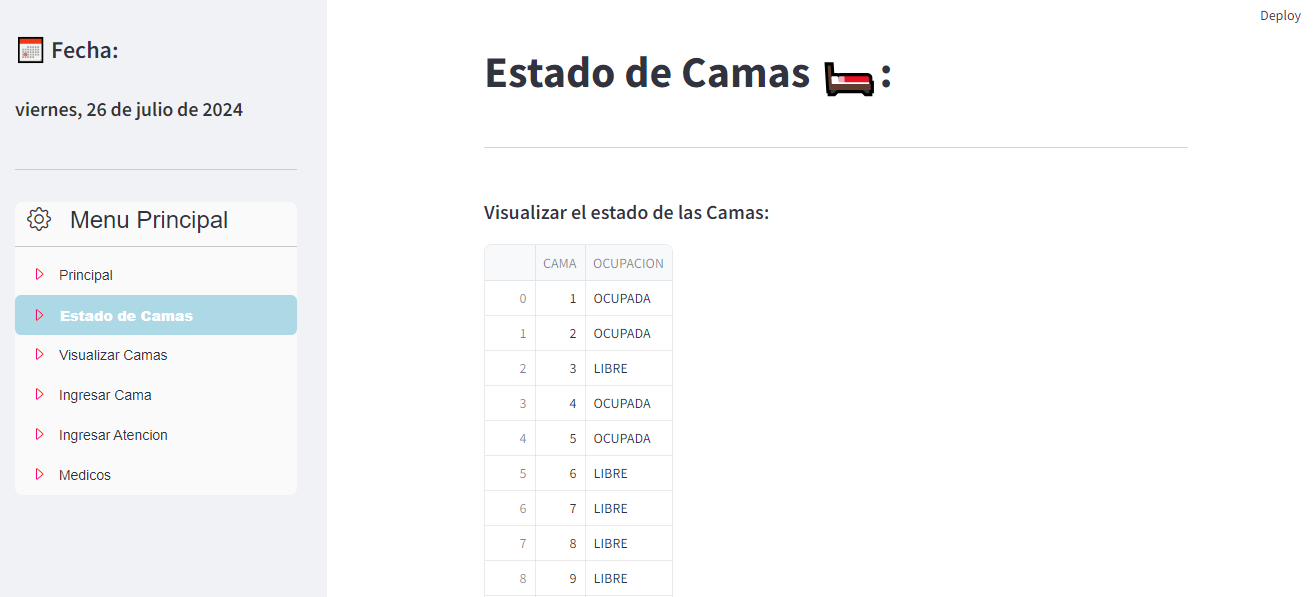 Fecha:
viernes, 26 de julio de 2024
Menu Principal
Principal
Estado de Camas
Visualizar Camas
Ingresar Cama
Ingresar Atencion
Medicos
Deploy
Estado de Camas :
Visualizar el estado de las Camas:
CAMA OCUPACION
0 1 OCUPADA
1 2 OCUPADA
2 3 LIBRE
3 4 OCUPADA
4 5 OCUPADA
5 6 LIBRE
6 7 LIBRE
7 8 LIBRE
8 9 LIBRE